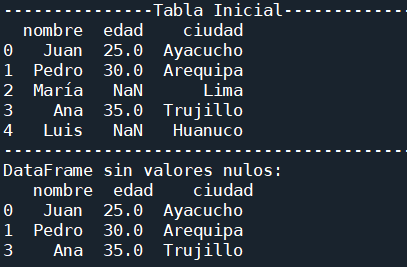 ---------------Tabla Inicial-------------
  nombre  edad    ciudad
0   Juan  25.0  Ayacucho
1  Pedro  30.0  Arequipa
2  María   NaN      Lima
3    Ana  35.0  Trujillo
4   Luis   NaN   Huanuco
-----------------------------------------
DataFrame sin valores nulos:
   nombre  edad    ciudad
0   Juan  25.0  Ayacucho
1  Pedro  30.0  Arequipa
3    Ana  35.0  Trujillo